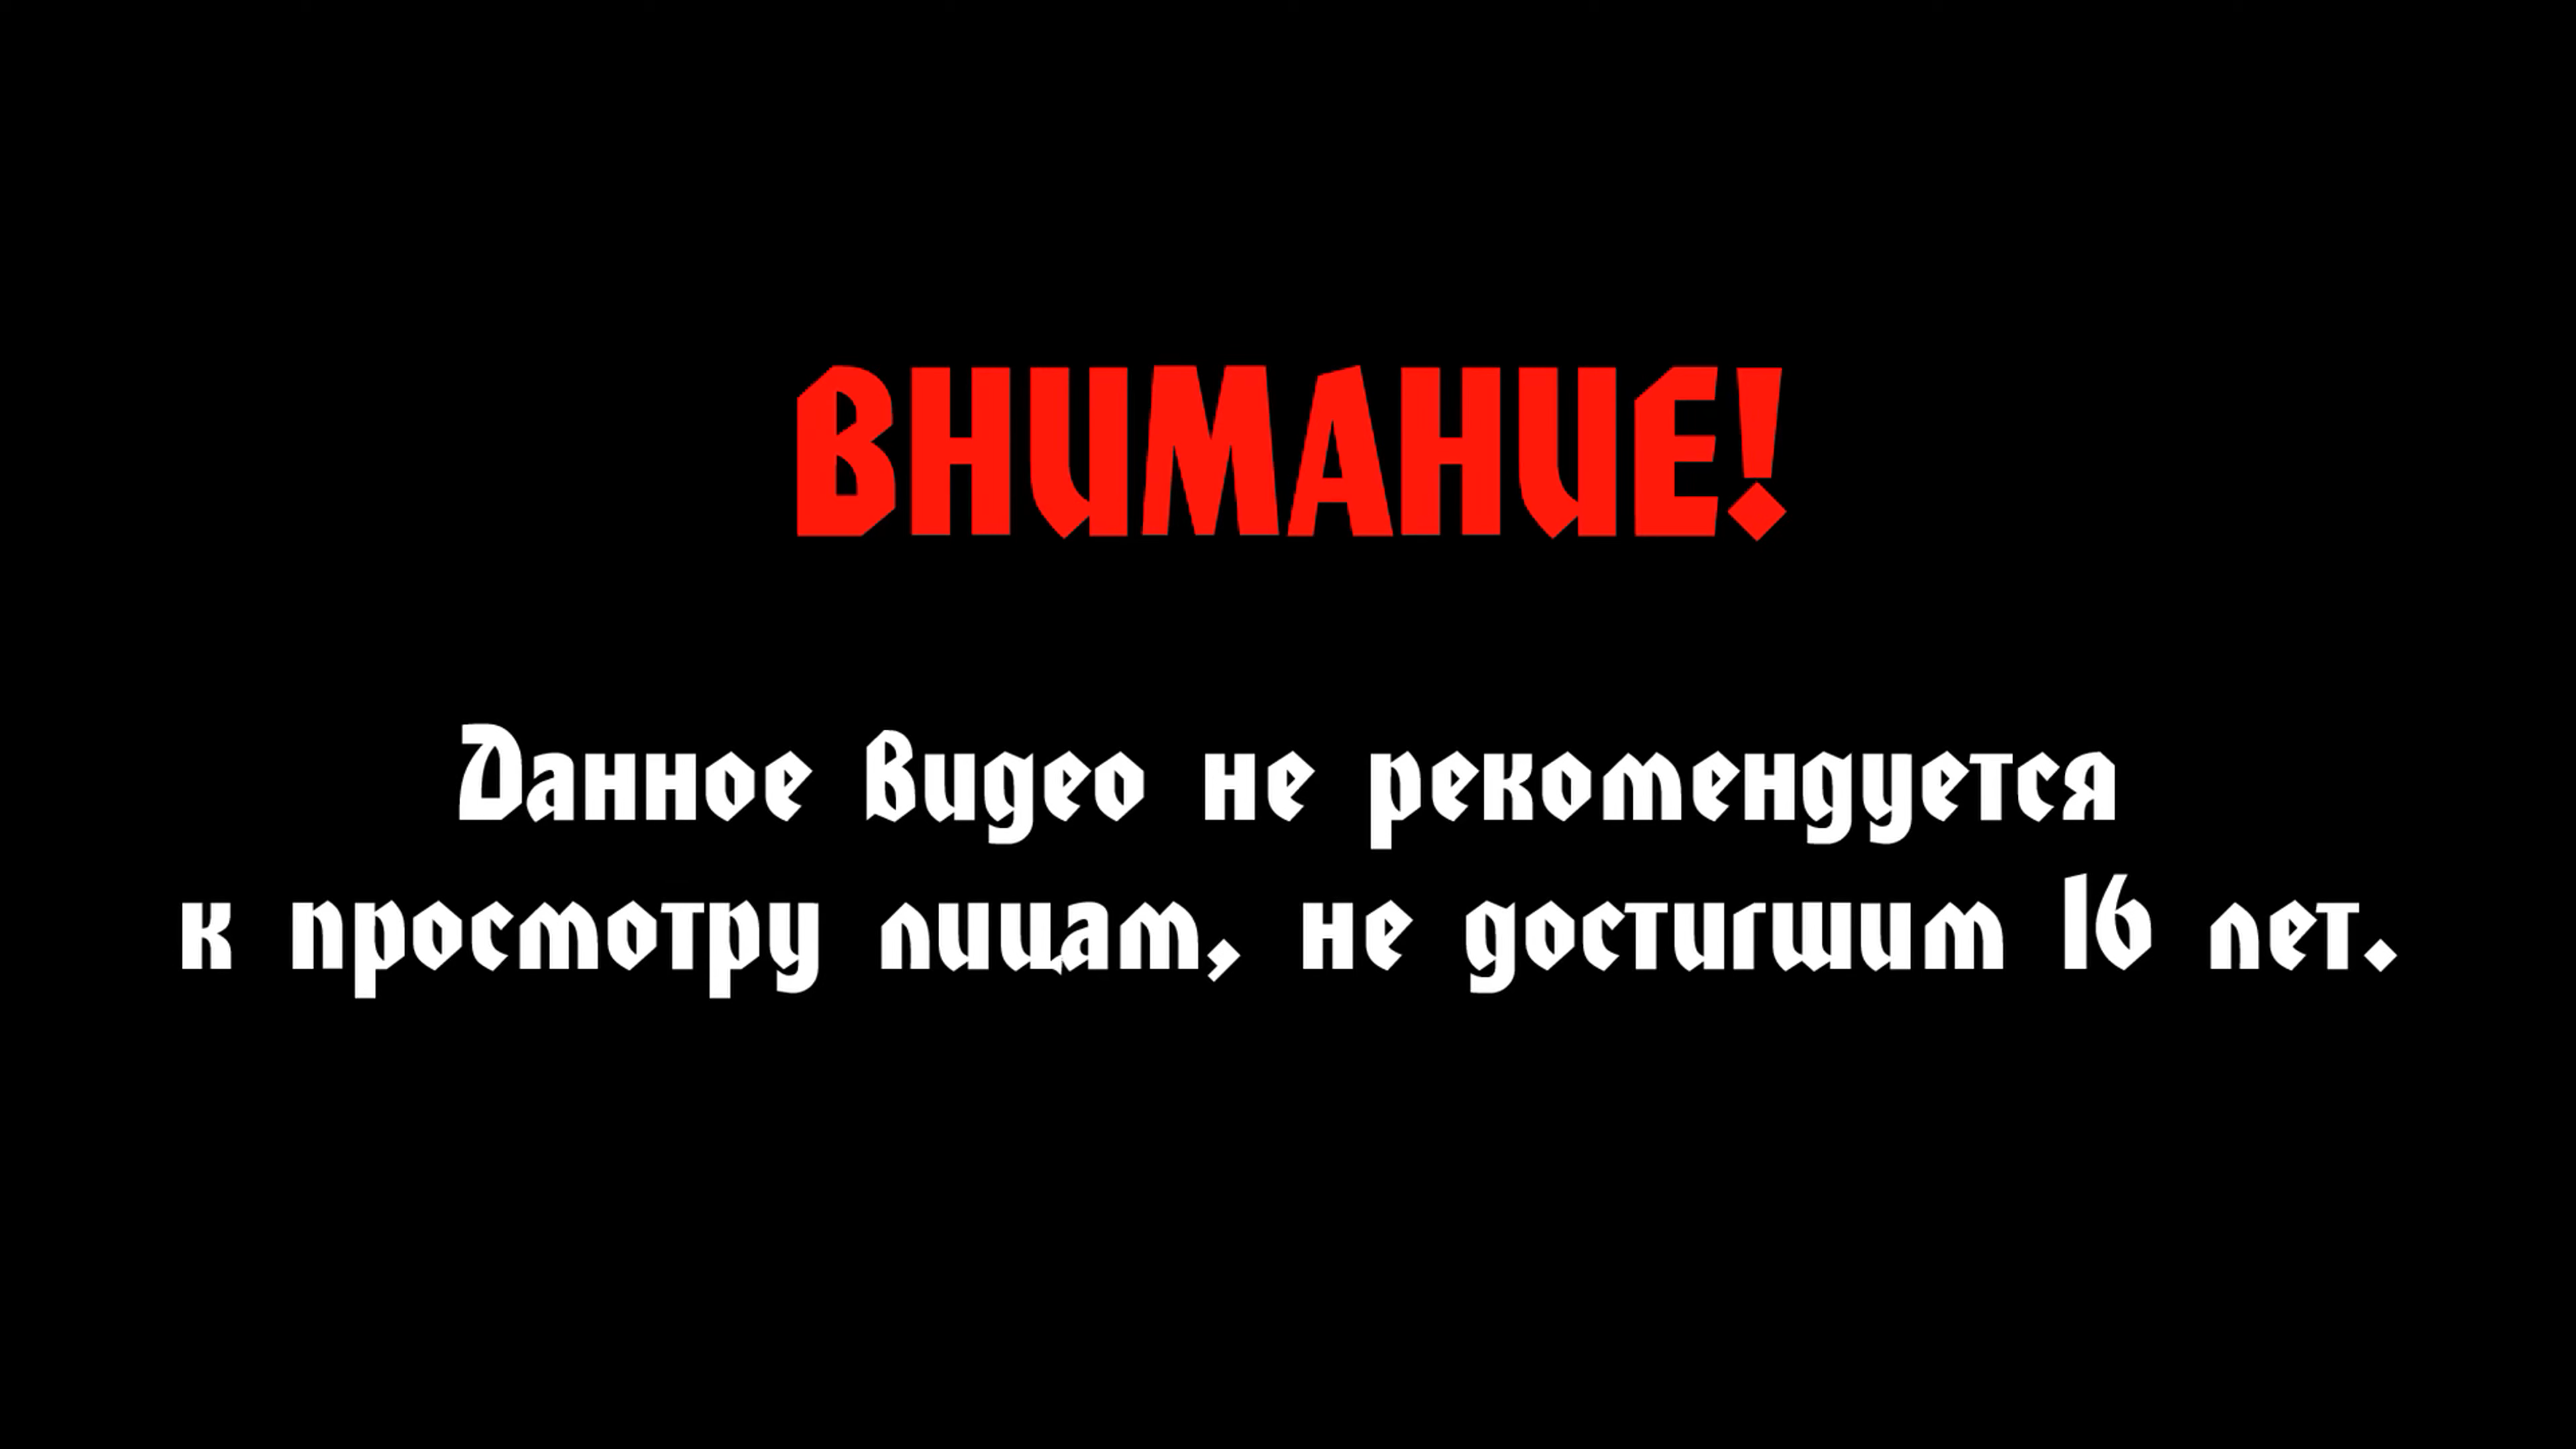 ВНИМАНИЕ!
Данное видео не рекомендуется
к просмотру лицам, не достигшим 16 лет.